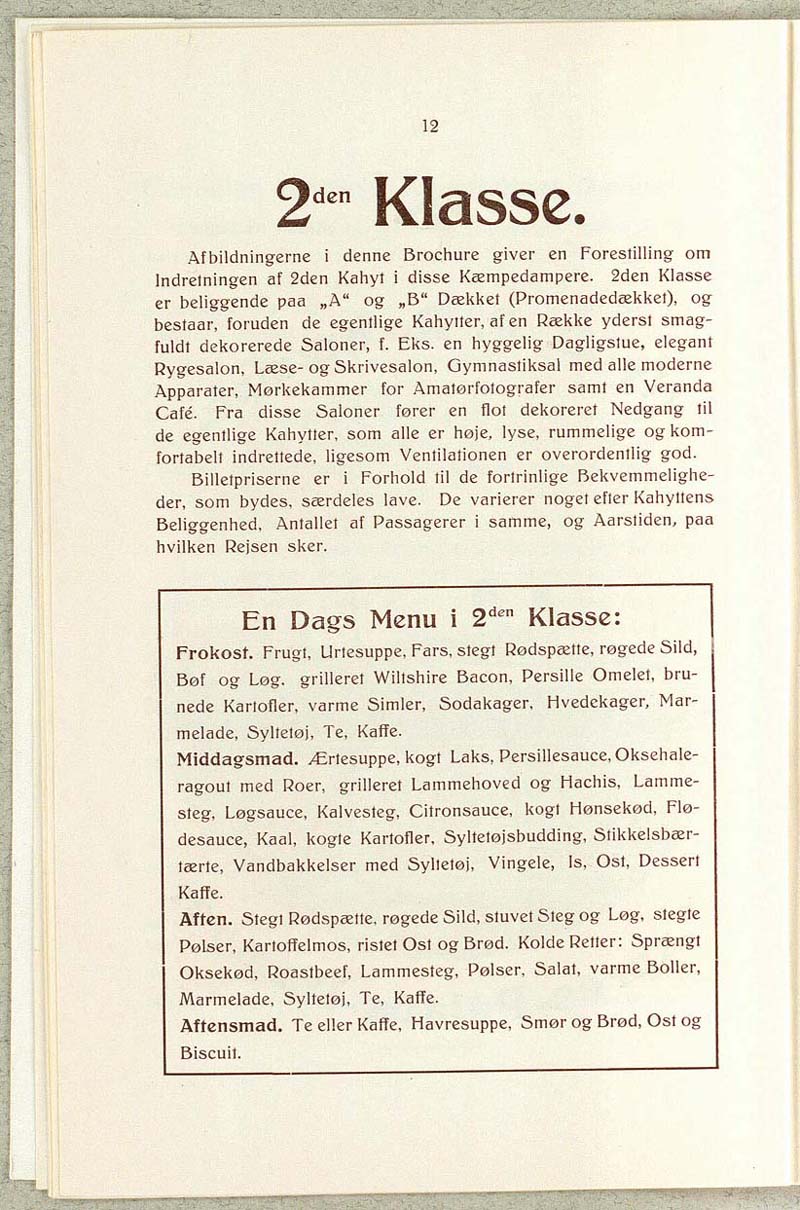 12
2den Klasse.
Afbildningerne i denne Brochure giver en Forestilling om
Indretningen af 2den Kahyt i disse Kæmpedampere. 2den Klasse
er beliggende paa „A“ og „B“ Dækket (Promenadedækket), og
bestaar, foruden de egentlige Kahytter, af en Række yderst smag-
fuldt dekorerede Saloner, f. Eks. en hyggelig Dagligstue, elegant
Rygesalon, Læse- og Skrivesalon, Gymnastiksal med alle moderne
Apparater, Mørkekammer for Amatørfotografer samt en Veranda
Café. Fra disse Saloner fører en flot dekoreret Nedgang til
de egentlige Kahytter, som alle er høje, lyse, rummelige og kom-
fortabelt indrettede, ligesom Ventilationen er overordentlig god.
Billetpriserne er i Forhold til de fortrinlige Bekvemmelighe-
der, som bydes, særdeles lave. De varierer noget efter Kahyttens
Beliggenhed, Antallet af Passagerer i samme, og Aarstiden, paa
hvilken Rejsen sker.
En Dags Menu i 2den Klasse:
Frokost. Frugt, Urtesuppe, Fars, stegt Rødspætte, røgede Sild,
Bøf og Løg. grilleret Wiltshire Bacon, Persille Omelet, bru-
nede Kartofler, varme Simler, Sodakager, Hvedekager, Mar-
melade, Syltetøj, Te, Kaffe.
Middagsmad. Ærtesuppe, kogt Laks, Persillesauce, Oksehale-
ragout med Roer, grilleret Lammehoved og Hachis, Lamme-
steg, Løgsauce, Kalvesteg, Citronsauce, kogt Hønsekød, Flø-
desauce, Kaal, kogte Kartofler, Syltetøjsbudding, Stikkelsbær-
tærte, Vandbakkelser med Syltetøj, Vingele, Is, Ost, Dessert
Kaffe.
Aften. Stegt Rødspætte, røgede Sild, stuvet Steg og Løg, stegte
Pølser, Kartoffelmos, ristet Ost og Brød. Kolde Retter: Sprængt
Oksekød, Roastbeef, Lammesteg, Pølser, Salat, varme Boller,
Marmelade, Syltetøj, Te, Kaffe.
Aftensmad. Te eller Kaffe, Havresuppe, Smør og Brød, Ost og
Biscuit.